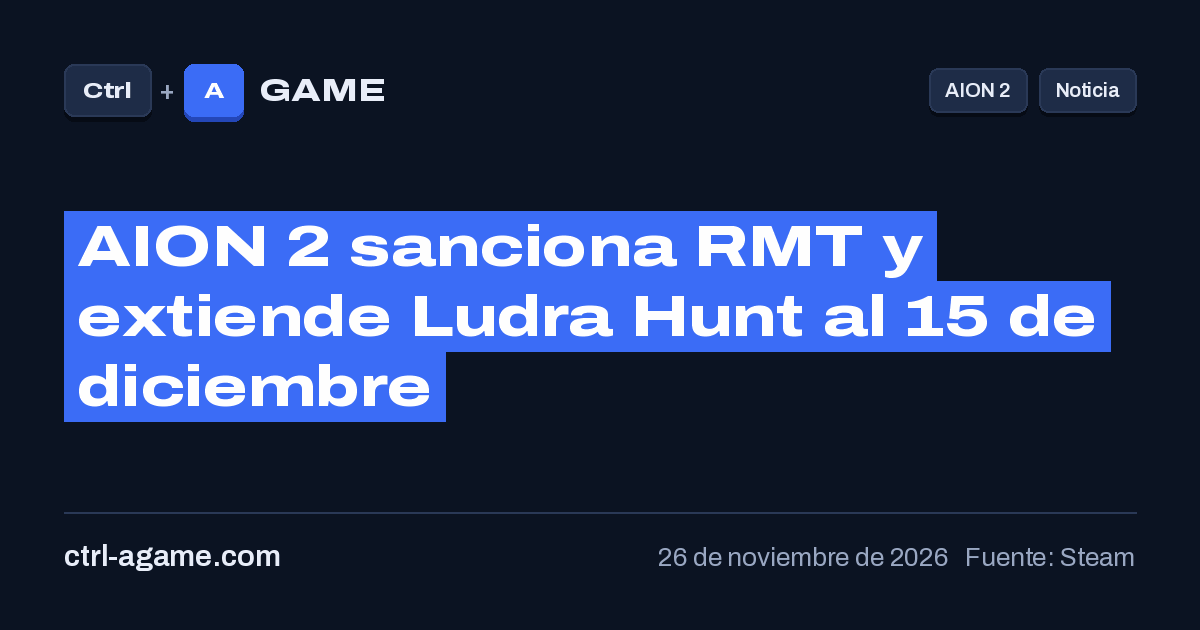 Ctrl + A GAME
AION 2 Noticia
AION 2 sanciona RMT y
extiende Ludra Hunt al 15 de
diciembre
ctrl-agame.com
26 de noviembre de 2026 Fuente: Steam